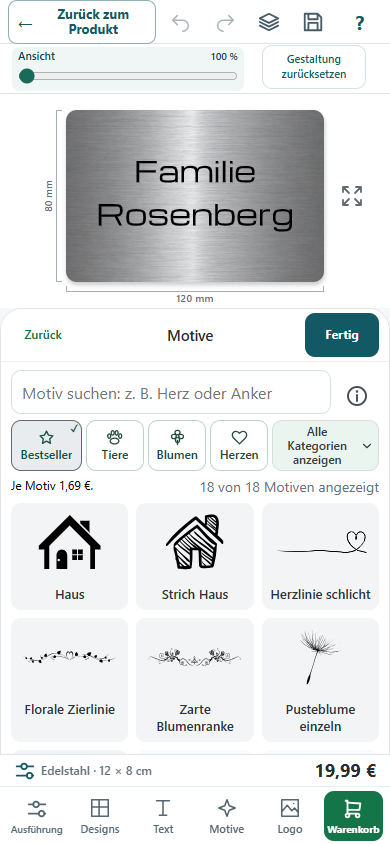 ← Zurück zum
Produkt
?
Ansicht 100 %
Gestaltung
zurücksetzen
Familie
Rosenberg
80 mm
120 mm
Zurück Motive Fertig
Motiv suchen: z. B. Herz oder Anker
Bestseller Tiere Blumen Herzen
Alle
Kategorien
anzeigen
Je Motiv 1,69 €. 18 von 18 Motiven angezeigt
Haus Strich Haus Herzlinie schlicht
Florale Zierlinie
Zarte
Blumenranke
Pusteblume
einzeln
Edelstahl · 12 × 8 cm 19,99 €
Ausführung Designs Text Motive Logo Warenkorb